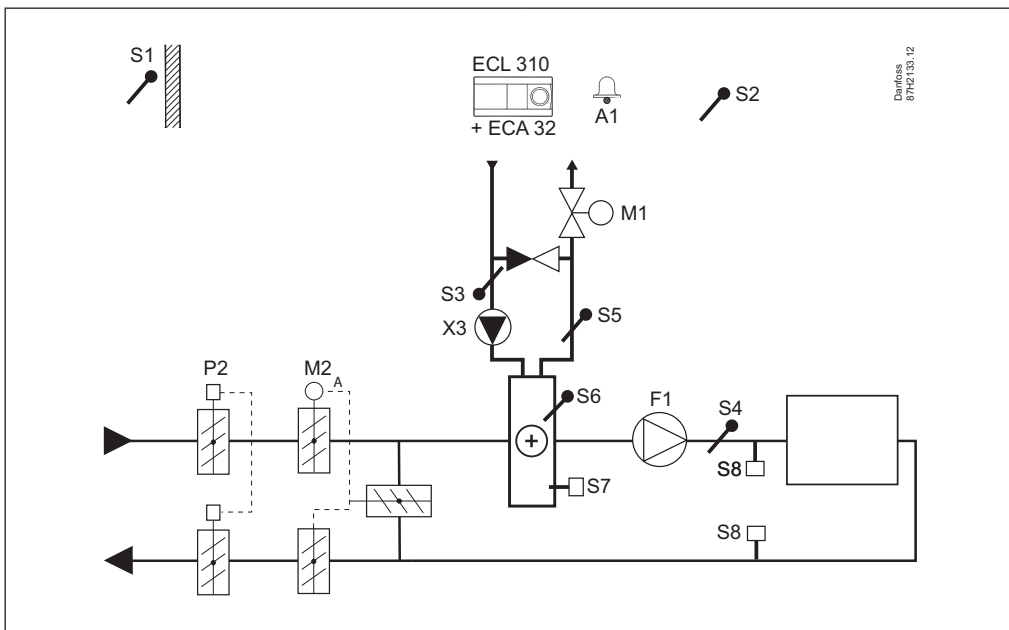 S1
ECL 310
+ ECA 32
A1
S2
Danfoss
87H2133.12
M1
S3
S5
X3
P2
M2
A
S6
F1
S4
S8
S7
S8